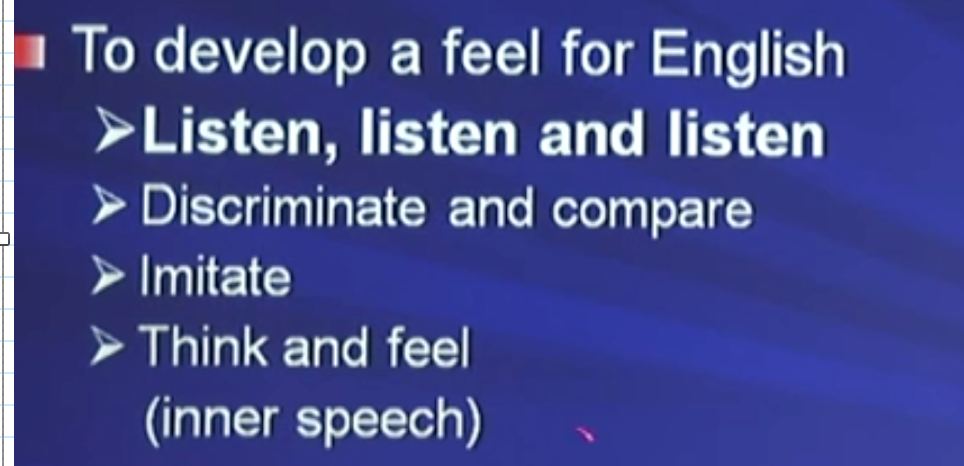 To develop a feel for English
➢Listen, listen and listen
➢ Discriminate and compare
➢ Imitate
➢ Think and feel
(inner speech)